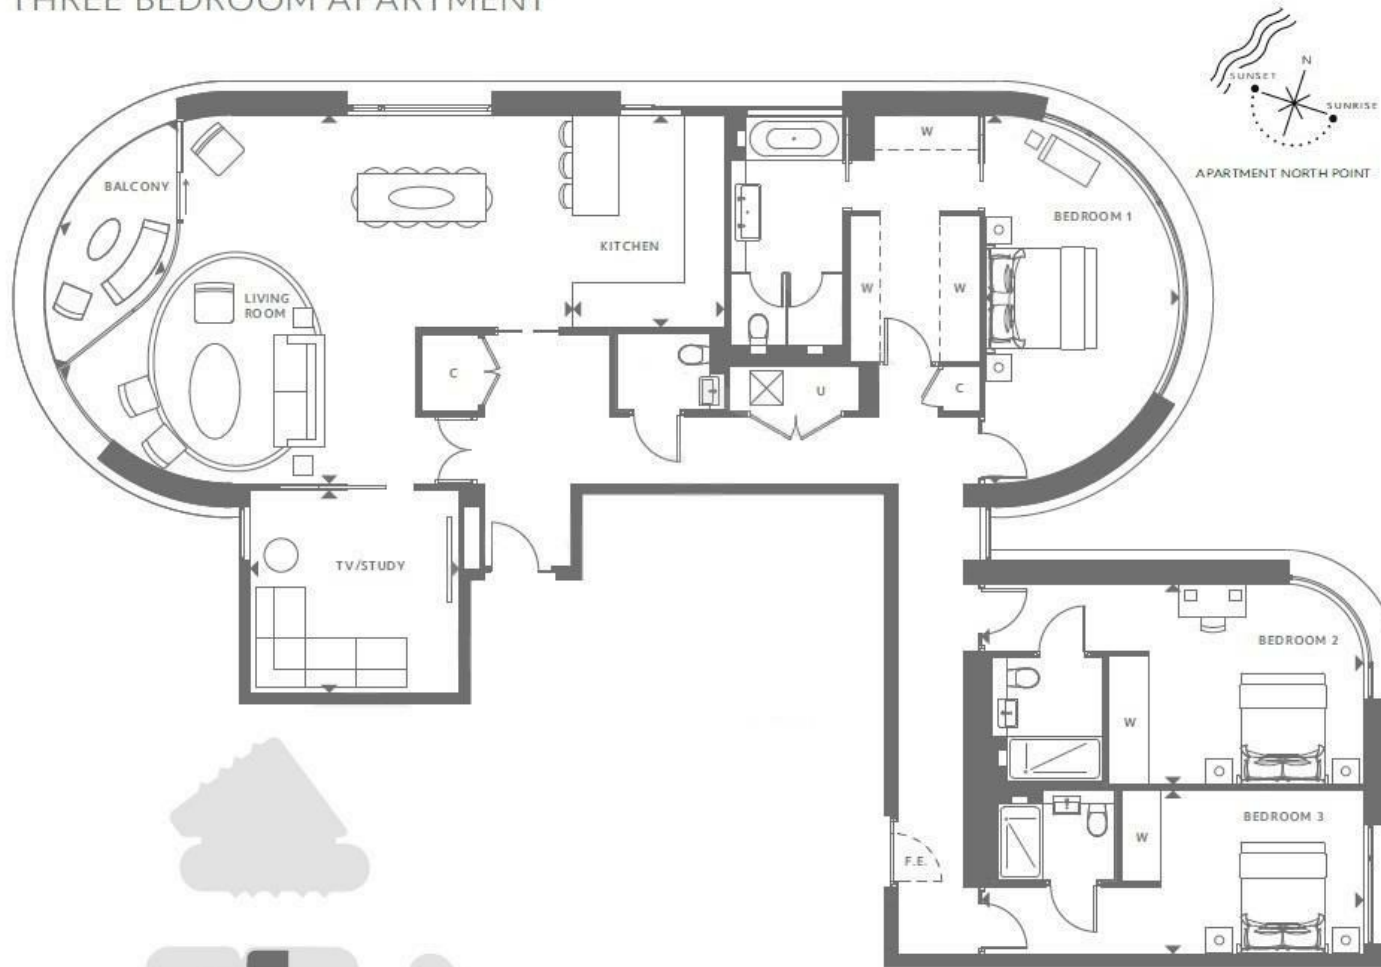 THREE BEDROOM APARTMENT
N
SUNSET
SUNRISE
APARTMENT NORTH POINT
W
BALCONY
BEDROOM 1
KITCHEN
LIVING
ROOM
W
W
C
U
C
TV/STUDY
BEDROOM 2
W
BEDROOM 3
W
F.E.